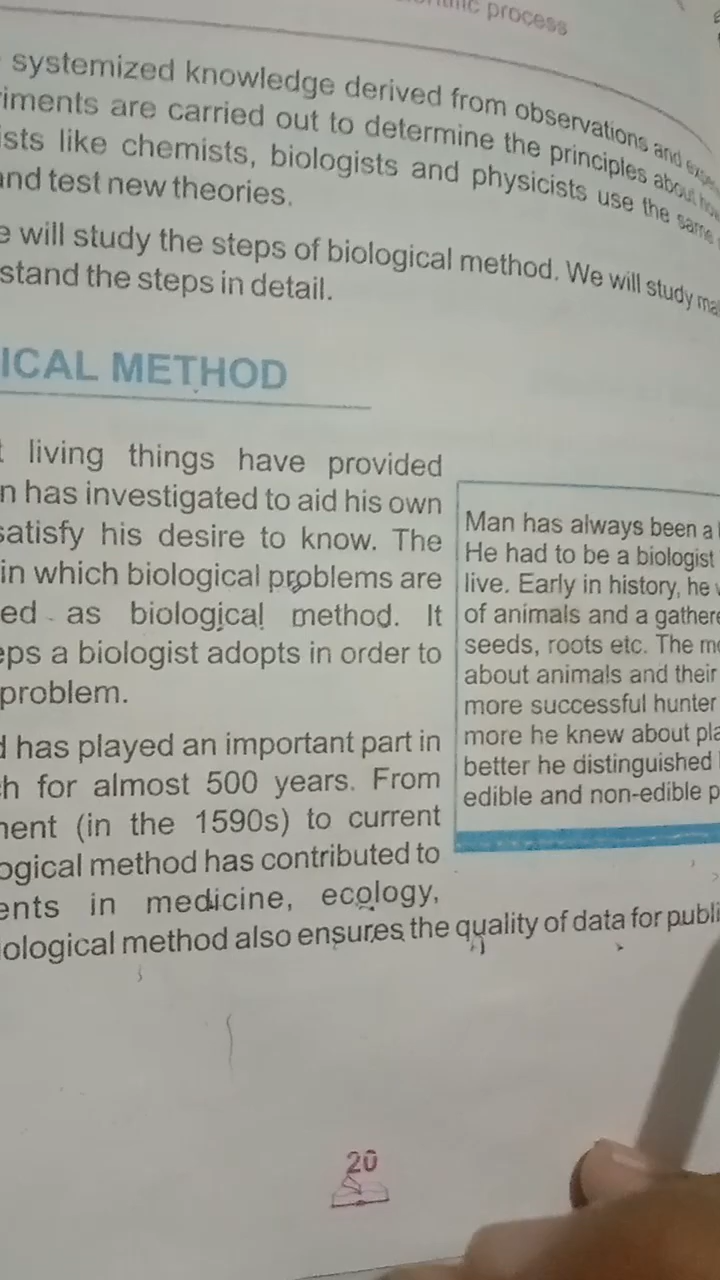 process
systemized knowledge derived from observations and
iments are carried out to determine the principles about how
ists like chemists, biologists and physicists use the same
and test new theories.
e will study the steps of biological method. We will study ma
stand the steps in detail.
ICAL METHOD
living things have provided
n has investigated to aid his own
satisfy his desire to know. The
in which biological problems are
ed as biological method. It
eps a biologist adopts in order to
problem.
d has played an important part in
ch for almost 500 years. From
ment (in the 1590s) to current
ogical method has contributed to
ents in medicine, ecology,
ological method also ensures the quality of data for publi
Man has always been a
He had to be a biologist
live. Early in history, he
of animals and a gathere
seeds, roots etc. The mo
about animals and their
more successful hunter
more he knew about pla
better he distinguished
edible and non-edible p
20